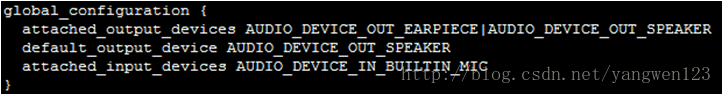 global_configuration {
attached_output_devices AUDIO_DEVICE_OUT_EARPIECE|AUDIO_DEVICE_OUT_SPEAKER
default_output_device AUDIO_DEVICE_OUT_SPEAKER
attached_input_devices AUDIO_DEVICE_IN_BUILTIN_MIC
http://blog.csdn.net/yangwen123
}